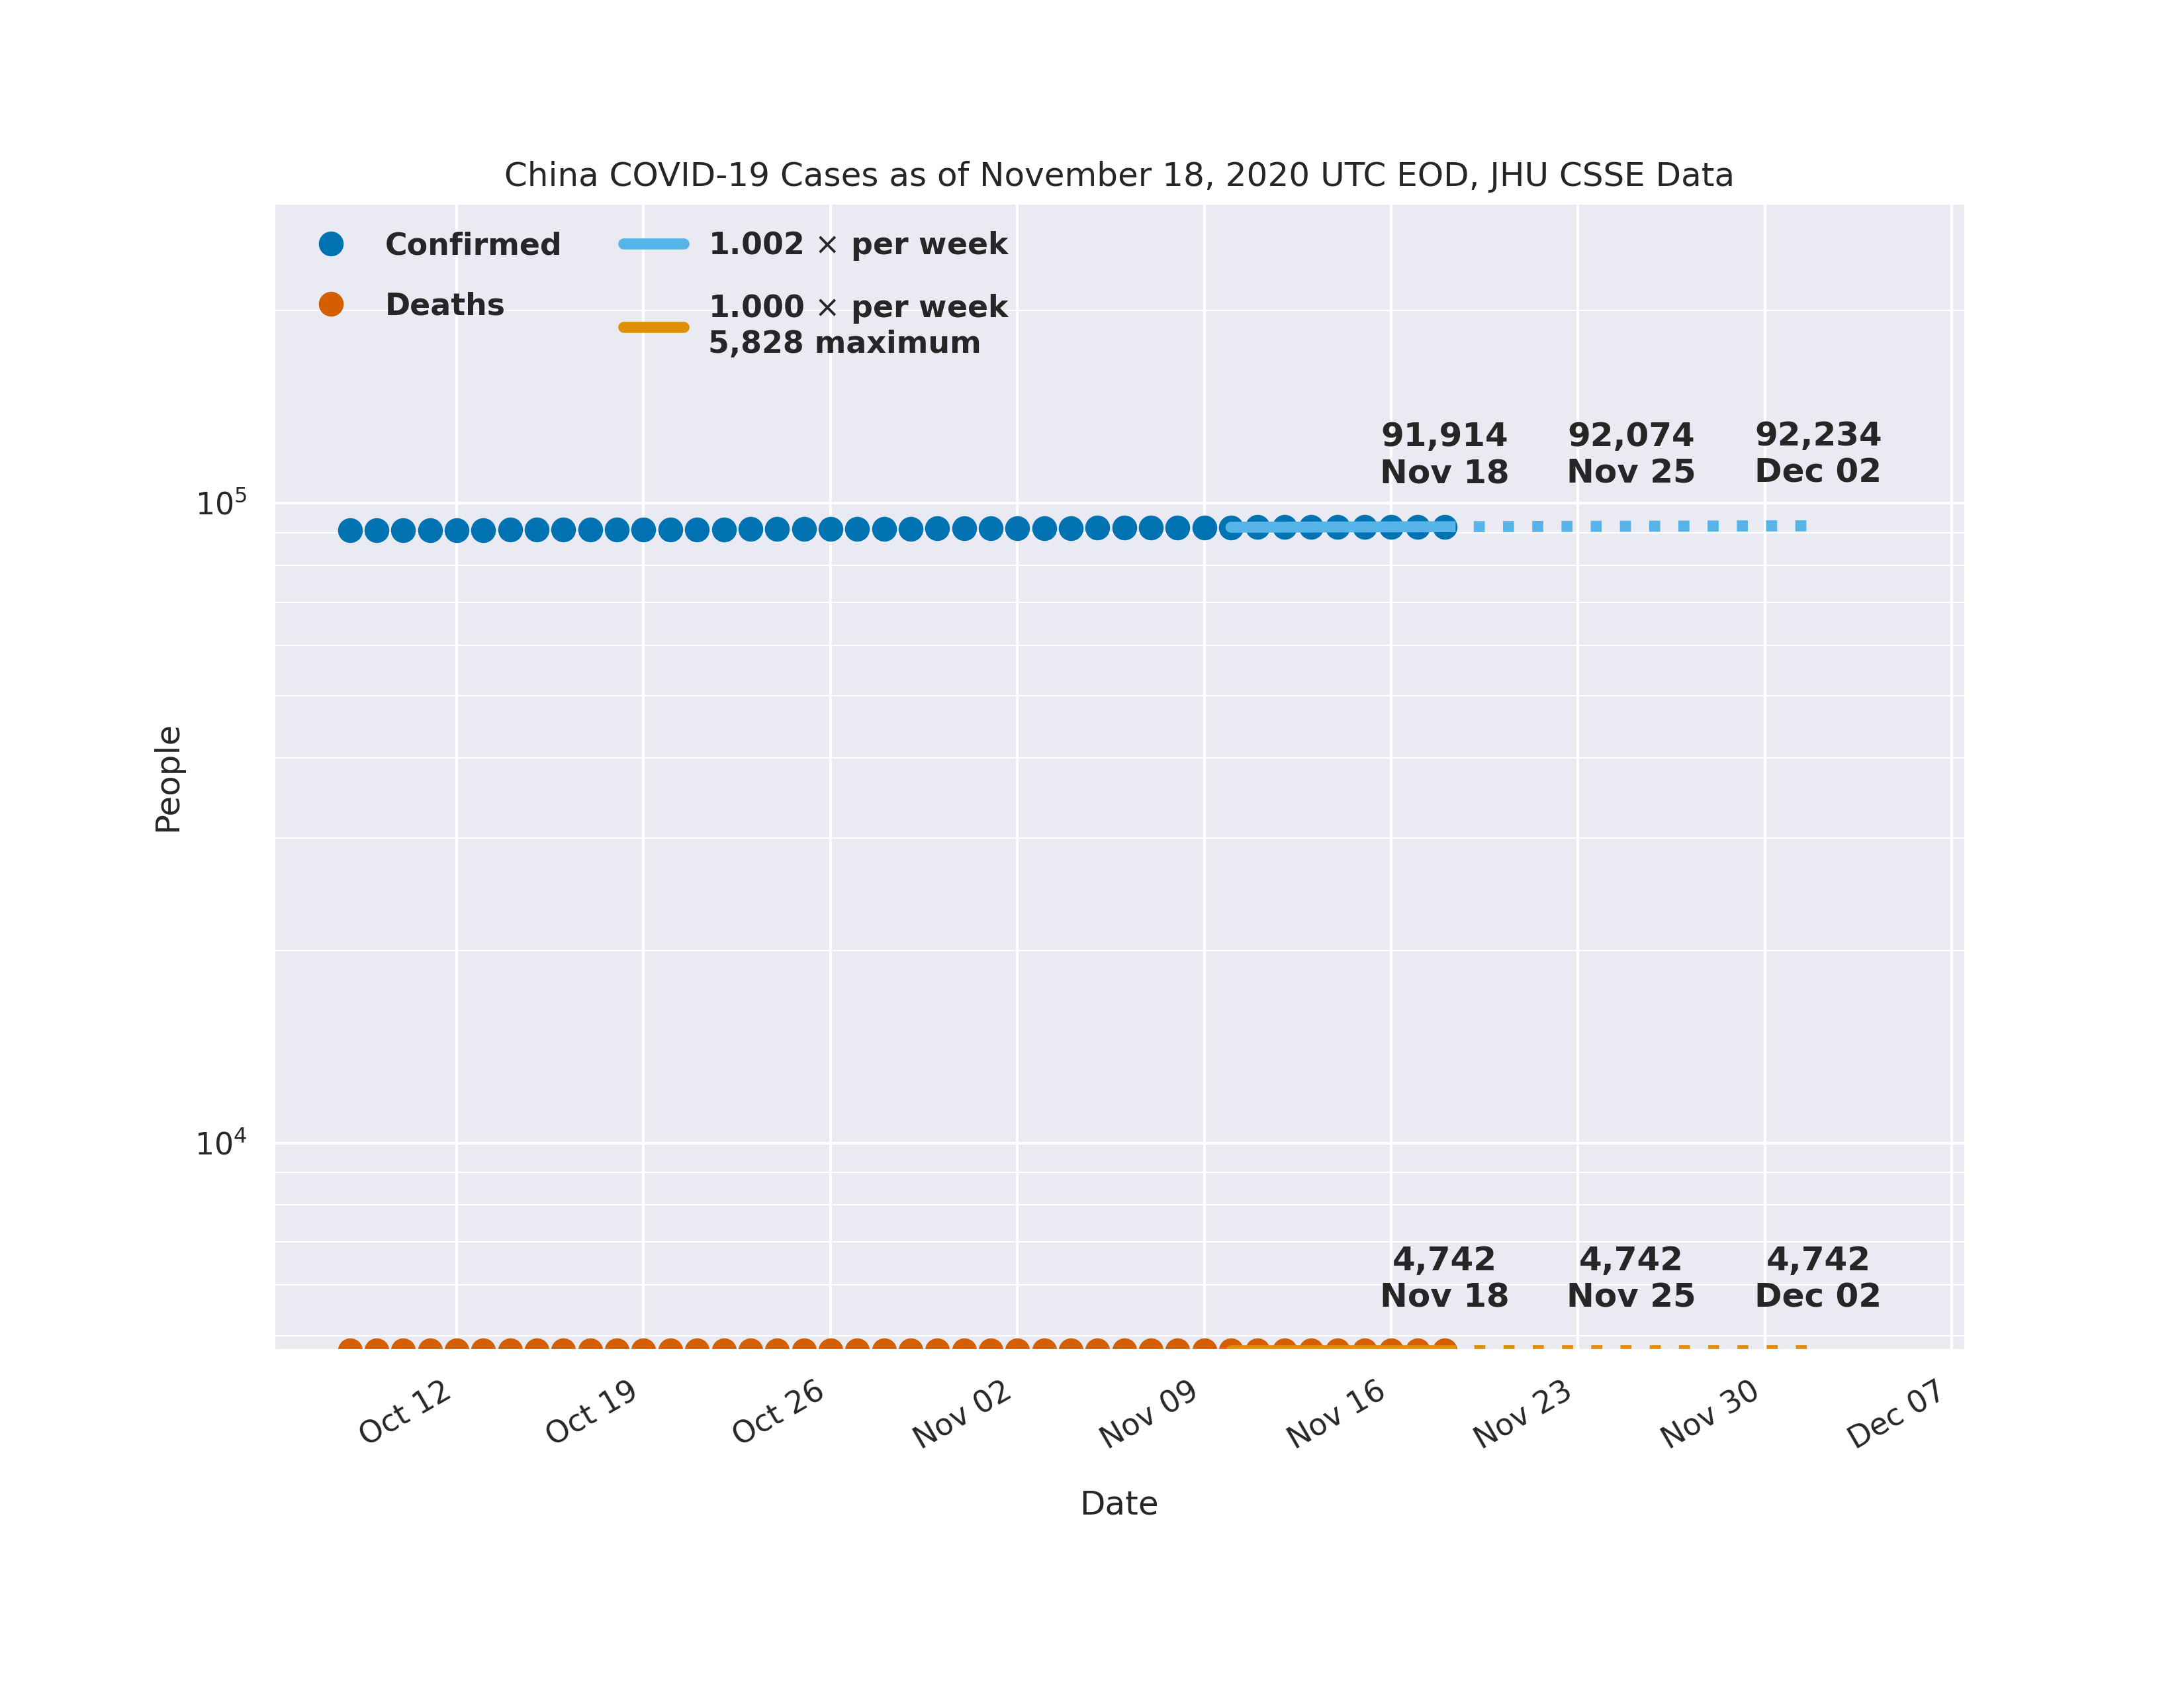 China COVID-19 Cases as of November 18, 2020 UTC EOD, JHU CSSE Data
Confirmed
Deaths
1.002 × per week
1.000 × per week
5,828 maximum
91,914
Nov 18
92,074
Nov 25
92,234
Dec 02
10⁵
People
10⁴
4,742
Nov 18
4,742
Nov 25
4,742
Dec 02
Oct 12
Oct 19
Oct 26
Nov 02
Nov 09
Nov 16
Nov 23
Nov 30
Dec 07
Date